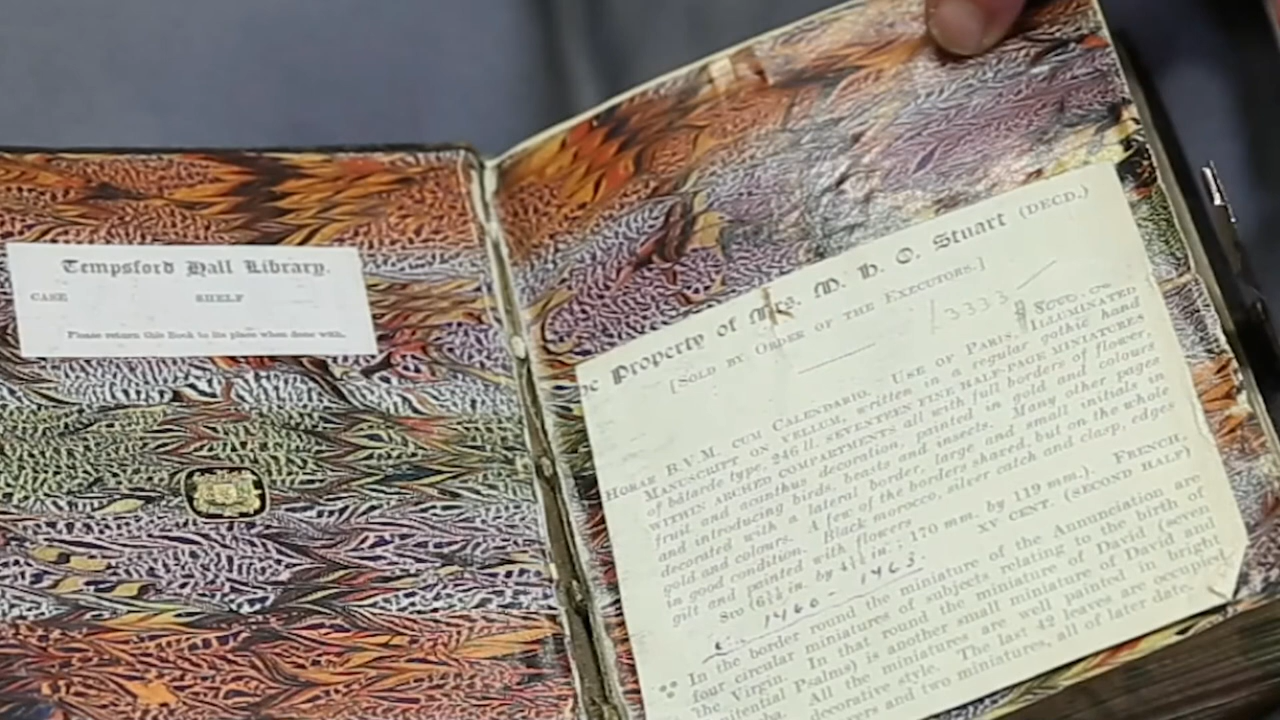 Tempsford Hall Library.
CASE SHELF
Please return this Book to its place when done with.
e Property of Mrs. M. H. O. Stuart (DECD.)
[SOLD BY ORDER OF THE EXECUTORS.]
1333
HORAE B.V.M. CUM CALENDARIO. USE OF PARIS.
MANUSCRIPT ON VELLUM, written in a regular gothic hand
of bâtarde type, 246 ll. SEVENTEEN FINE HALF-PAGE MINIATURES
WITHIN ARCHED COMPARTMENTS all with full borders of flower,
fruit and acanthus decoration, painted in gold and colours
and introducing birds, beasts and insects. Many other pages
decorated with a lateral border, large and small initials in
gold and colours. A few of the borders shaved, but on the whole
in good condition. Black morocco, silver catch and clasp, edges
gilt and painted with flowers
8vo in. by in.; 170 mm. by 119 mm.). FRENCH,
XV CENT. (SECOND HALF)
1460 - 1463.
In the border round the miniature of the Annunciation are
four circular miniatures of subjects relating to the birth of
the Virgin. In that round the miniature of David (seven
itential Psalms) is another small miniature of David and
ba. All the miniatures are well painted in bright
decorative style. The last 42 leaves are occupied
ers and two miniatures, all of later date.